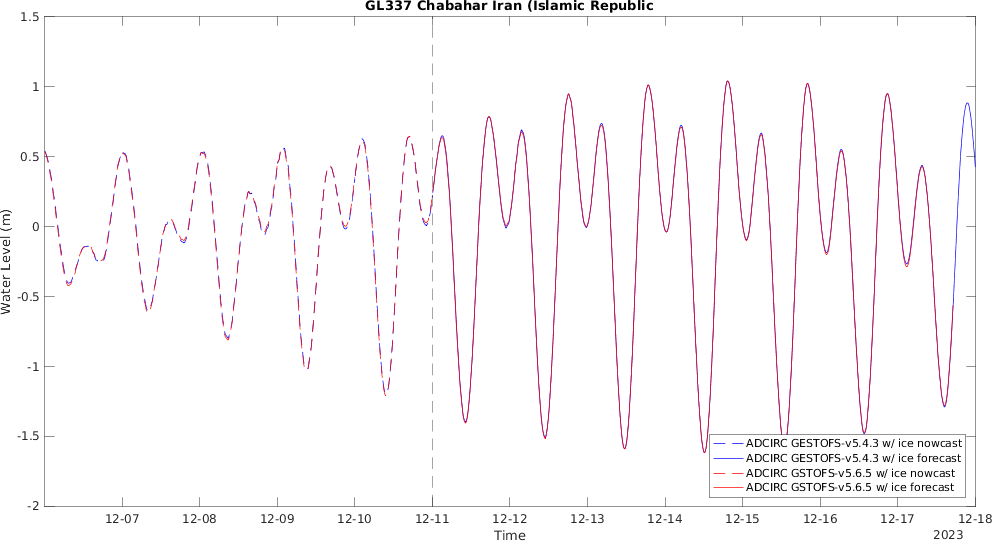 GL337 Chabahar Iran (Islamic Republic
1.5
1
0.5
0
-0.5
-1
-1.5
-2
Water Level (m)
ADCIRC GESTOFS-v5.4.3 w/ ice nowcast
ADCIRC GESTOFS-v5.4.3 w/ ice forecast
ADCIRC GSTOFS-v5.6.5 w/ ice nowcast
ADCIRC GSTOFS-v5.6.5 w/ ice forecast
12-07 12-08 12-09 12-10 12-11 12-12 12-13 12-14 12-15 12-16 12-17 12-18
Time
2023